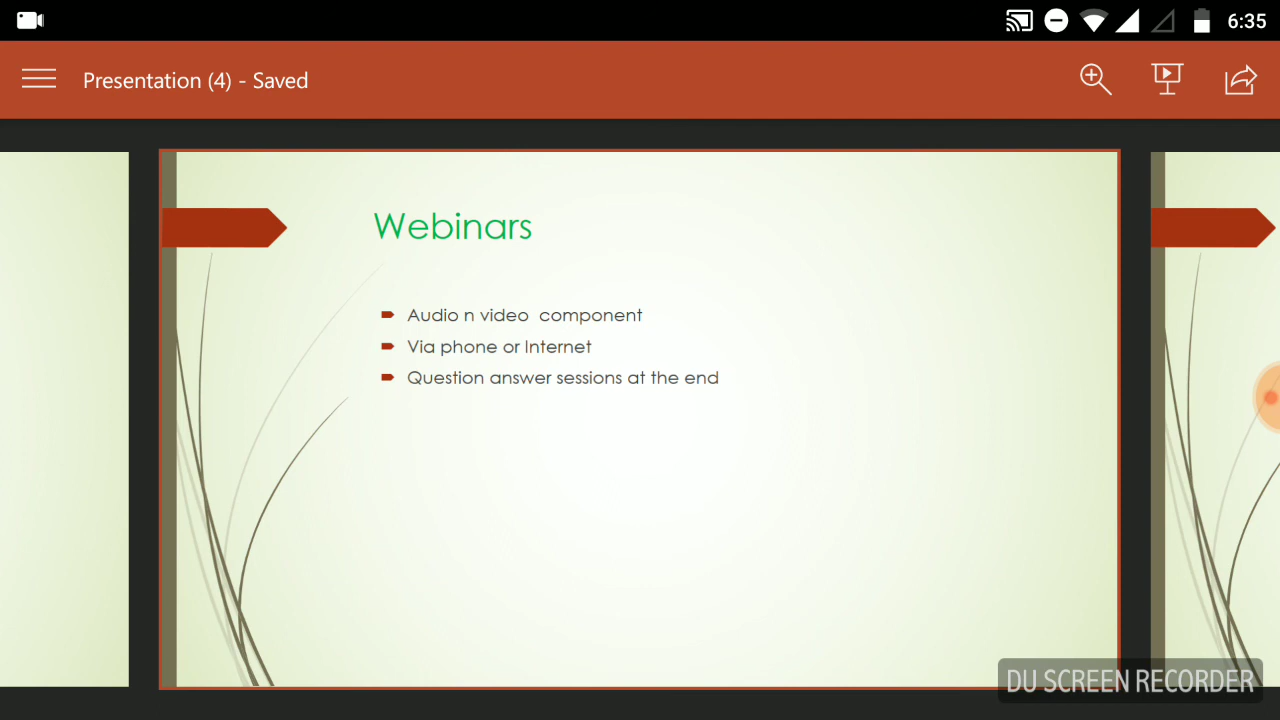 6:35
Presentation (4) - Saved
Webinars
Audio n video  component
Via phone or Internet
Question answer sessions at the end
DU SCREEN RECORDER